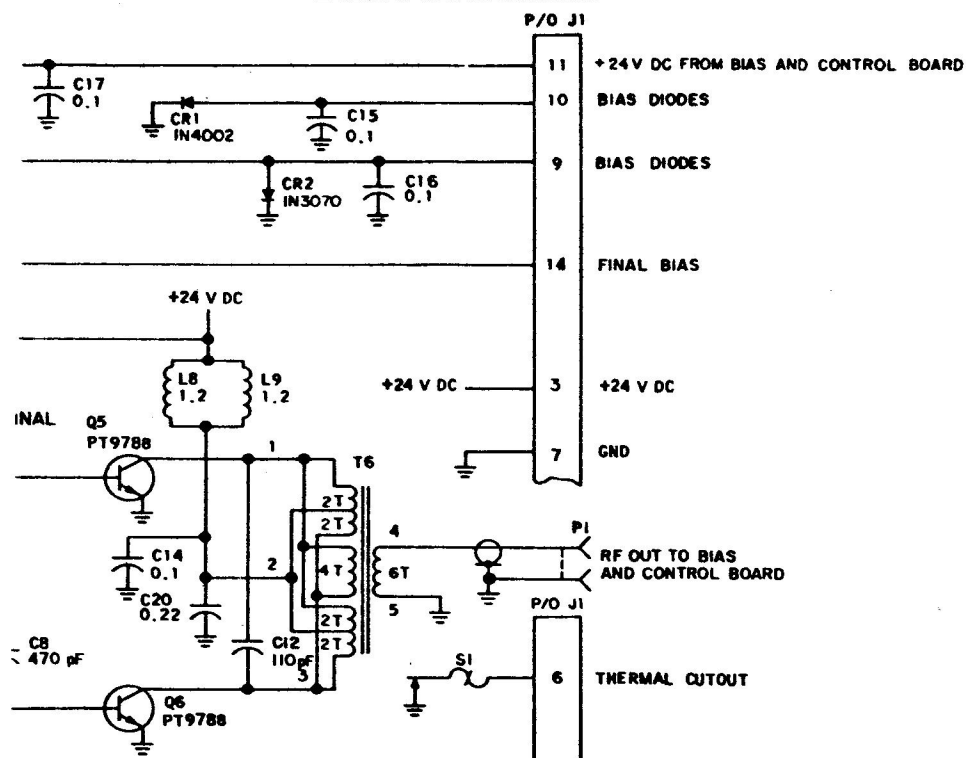 P/O J1
11 +24V DC FROM BIAS AND CONTROL BOARD
C17
0.1
10 BIAS DIODES
CR1
IN4002
C15
0.1
9 BIAS DIODES
CR2
IN3070
C16
0.1
14 FINAL BIAS
+24 V DC
L8
1.2
L9
1.2
+24 V DC 3 +24 V DC
INAL
Q5
PT9788
7 GND
1
T6
2T
2T
4
P1
RF OUT TO BIAS
AND CONTROL BOARD
C14
0.1
2
4T
6T
5
P/O J1
C20
0.22
2T
2T
C12
110pF
3
C8
470 pF
S1
6 THERMAL CUTOUT
Q6
PT9788